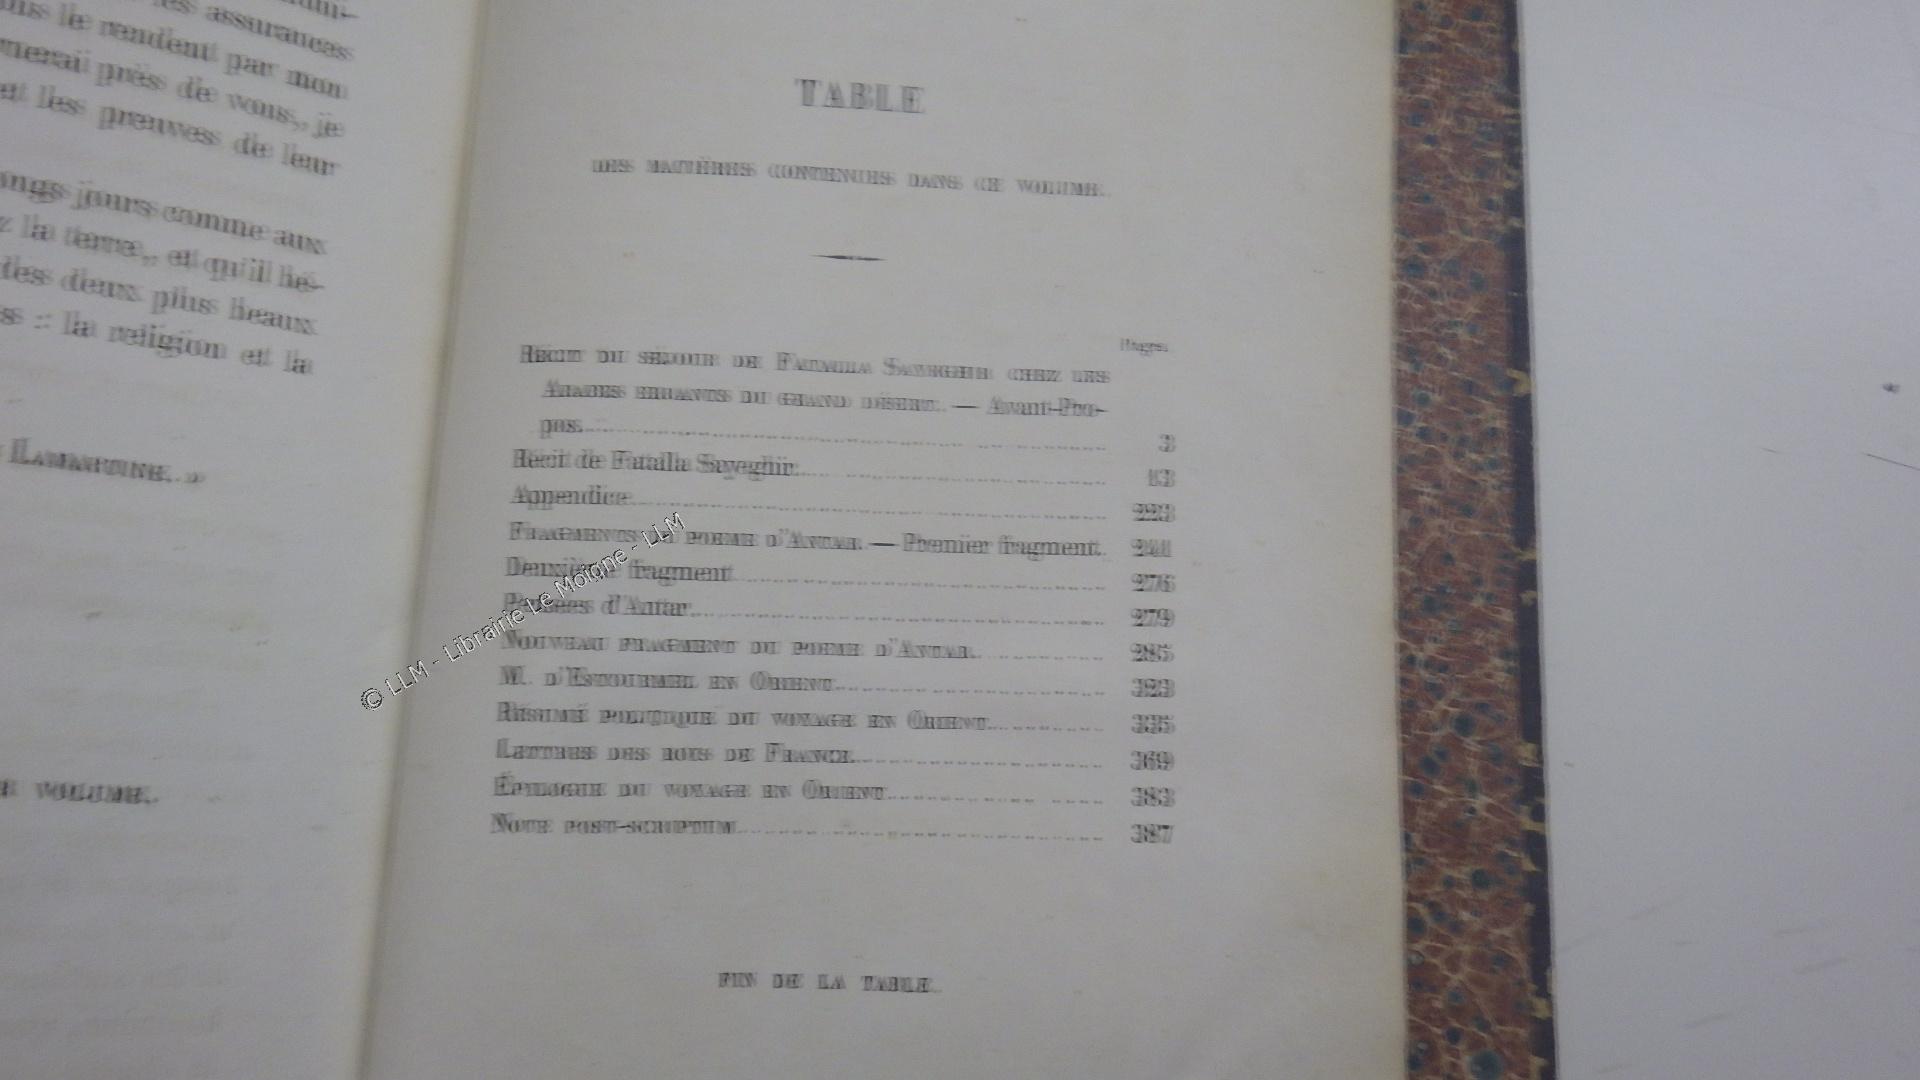 les assurances
le rendent par mon
près de vous, je
et les preuves de leur
jours comme aux
la terre, et qu'il bé-
des deux plus beaux
: la religion et la
LAMARTINE. »
VOLUME.
TABLE
DES MATIÈRES CONTENUES DANS CE VOLUME.
Pages.
RÉCIT DU SÉJOUR DE FATALLA SAYEGHIR CHEZ LES
ARABES ERRANTS DU GRAND DÉSERT. — Avant-Pro-
pos. 3
Récit de Fatalla Sayeghir. 13
Appendice. 223
FRAGMENTS DU POEME D'ANTAR. — Premier fragment. 241
Deuxième fragment. 276
Pensées d'Antar. 279
NOUVEAU FRAGMENT DU POEME D'ANTAR. 285
M. D'ESTOURMEL EN ORIENT. 323
RÉSUMÉ POLITIQUE DU VOYAGE EN ORIENT. 335
LETTRES DES ROIS DE FRANCE. 369
ÉPILOGUE DU VOYAGE EN ORIENT. 383
NOTE POST-SCRIPTUM. 387
FIN DE LA TABLE.
© LLM - Librairie Le Moigne - LLM